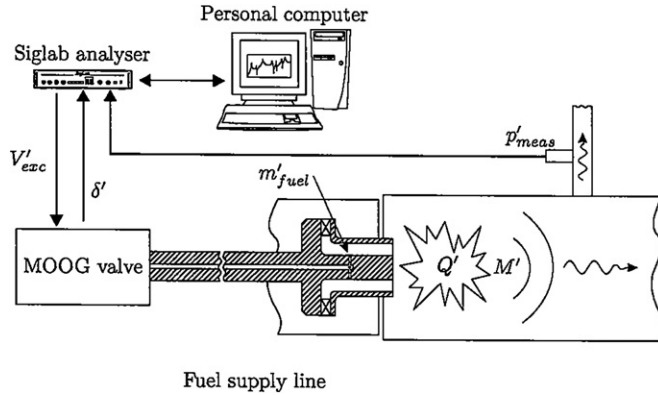 Personal computer
Siglab analyser
V'exc
δ'
p'meas
m'fuel
MOOG valve
Q'
M'
Fuel supply line